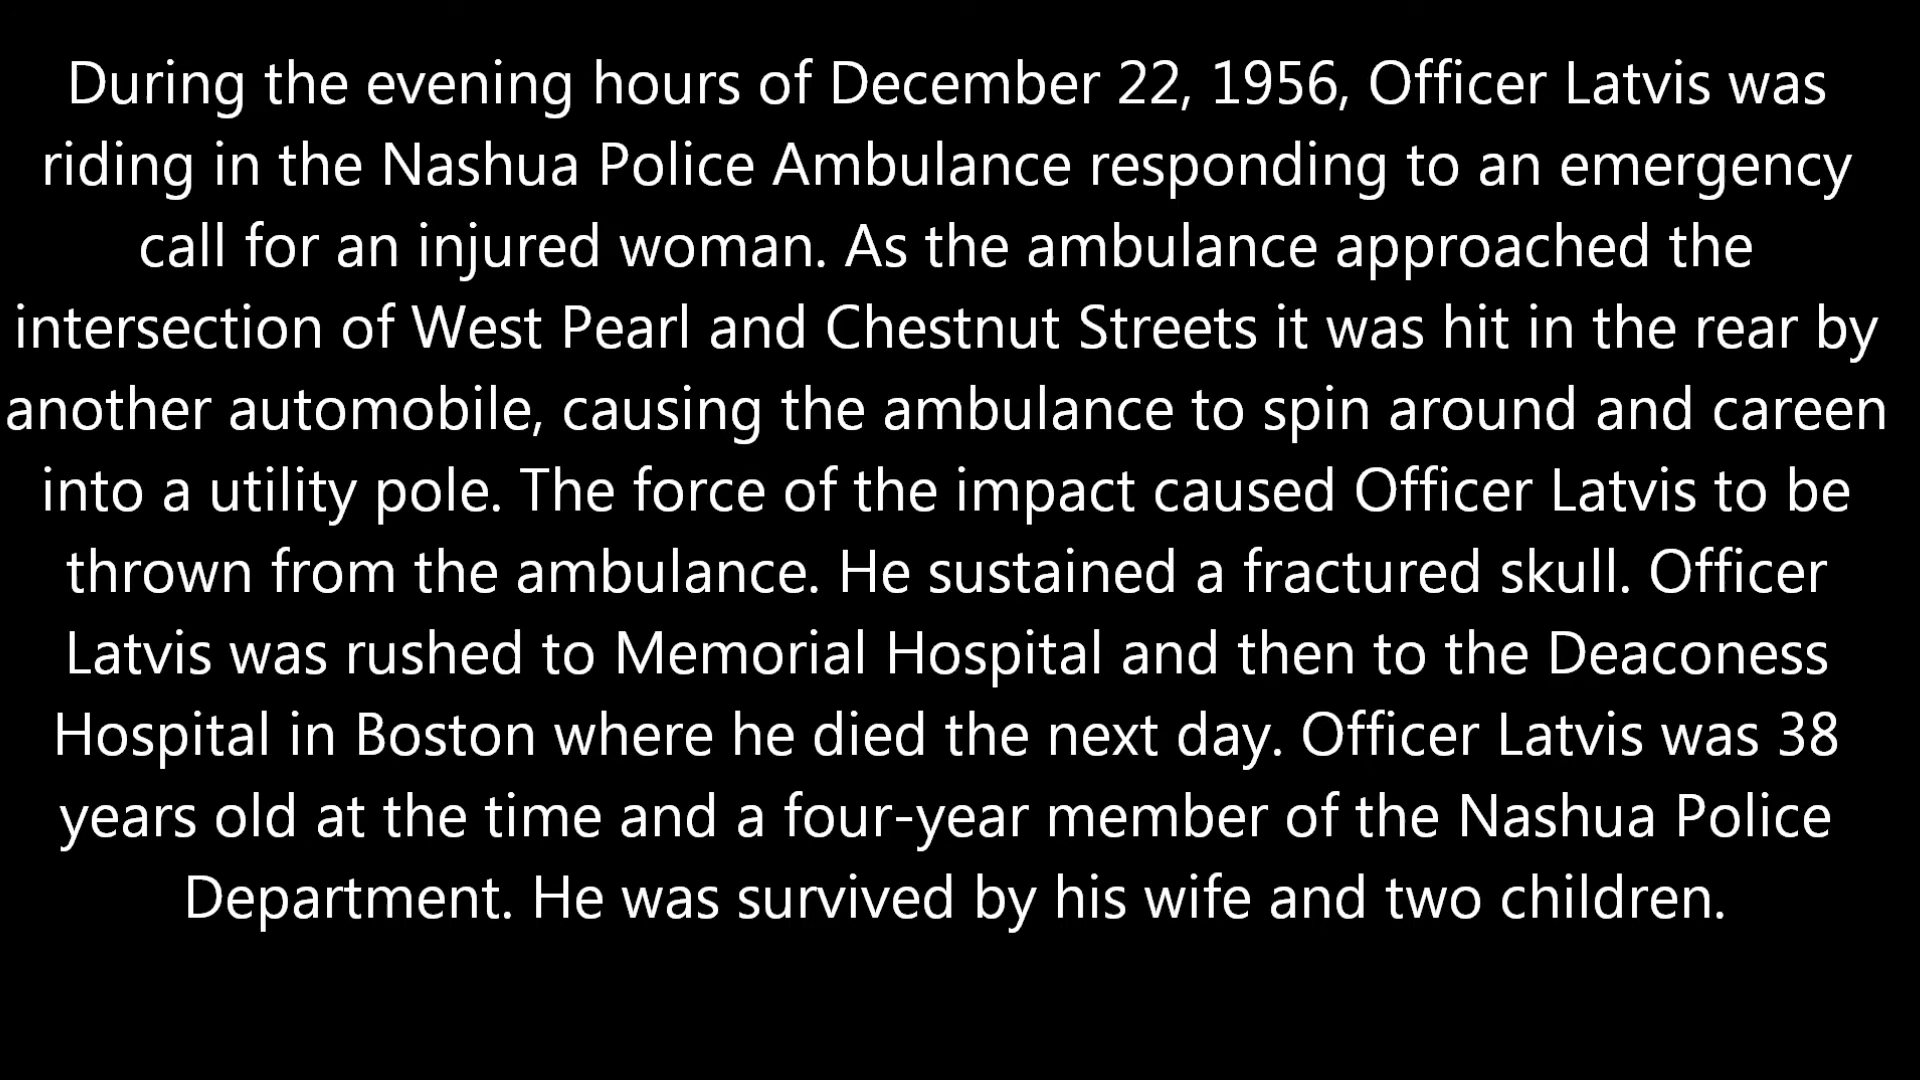 During the evening hours of December 22, 1956, Officer Latvis was
riding in the Nashua Police Ambulance responding to an emergency
call for an injured woman. As the ambulance approached the
intersection of West Pearl and Chestnut Streets it was hit in the rear by
another automobile, causing the ambulance to spin around and careen
into a utility pole. The force of the impact caused Officer Latvis to be
thrown from the ambulance. He sustained a fractured skull. Officer
Latvis was rushed to Memorial Hospital and then to the Deaconess
Hospital in Boston where he died the next day. Officer Latvis was 38
years old at the time and a four-year member of the Nashua Police
Department. He was survived by his wife and two children.